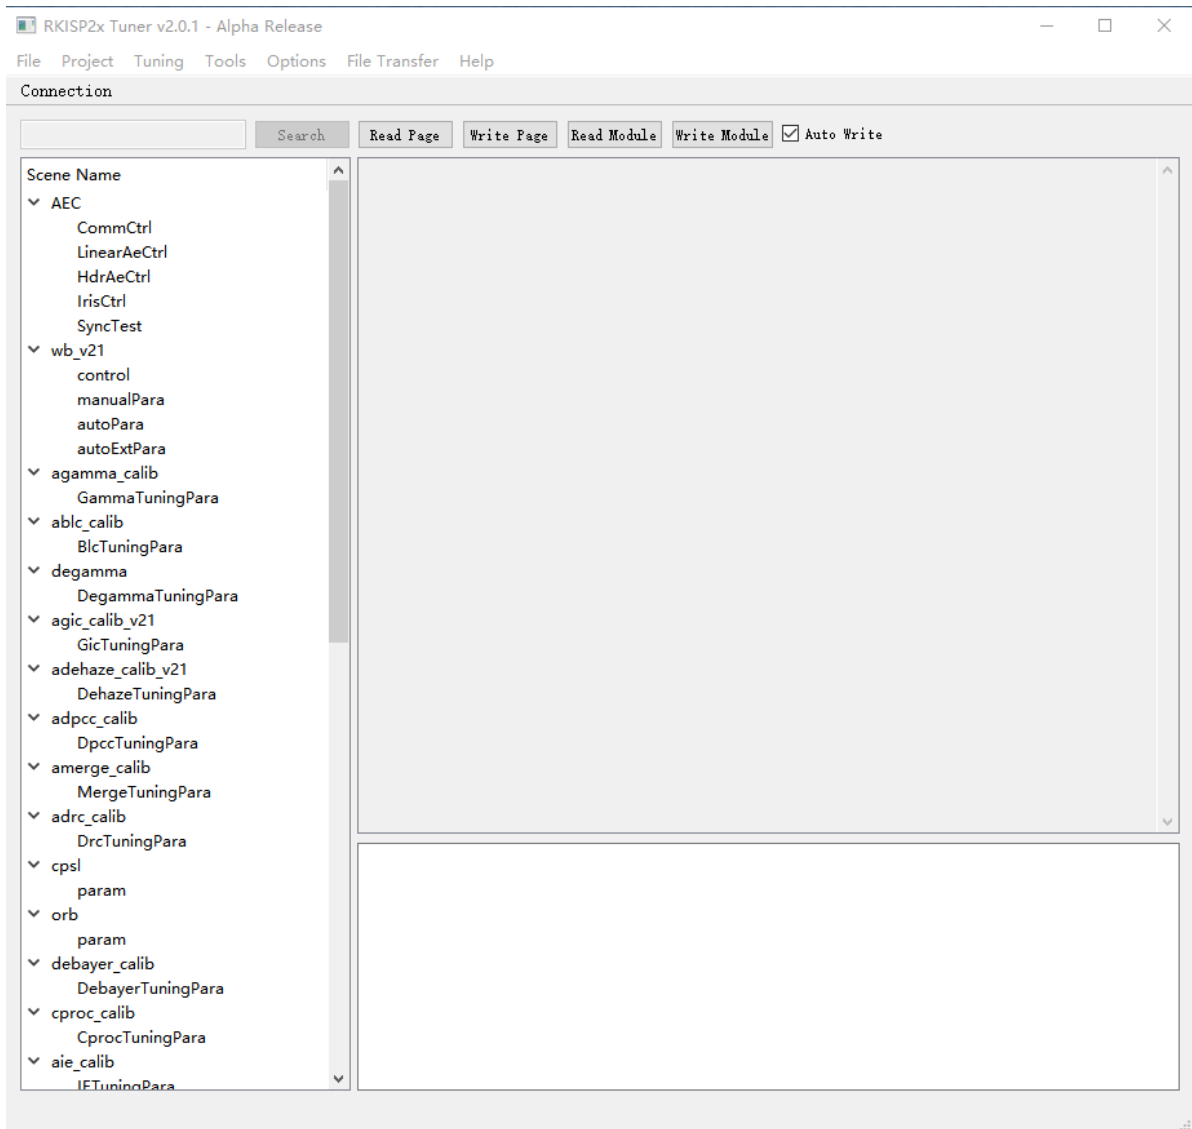 RKISP2x Tuner v2.0.1 - Alpha Release
File Project Tuning Tools Options File Transfer Help
Connection
Search Read Page Write Page Read Module Write Module Auto Write
Scene Name
AEC
CommCtrl
LinearAeCtrl
HdrAeCtrl
IrisCtrl
SyncTest
wb_v21
control
manualPara
autoPara
autoExtPara
agamma_calib
GammaTuningPara
ablc_calib
BlcTuningPara
degamma
DegammaTuningPara
agic_calib_v21
GicTuningPara
adehaze_calib_v21
DehazeTuningPara
adpcc_calib
DpccTuningPara
amerge_calib
MergeTuningPara
adrc_calib
DrcTuningPara
cpsl
param
orb
param
debayer_calib
DebayerTuningPara
cproc_calib
CprocTuningPara
aie_calib
IETuningPara